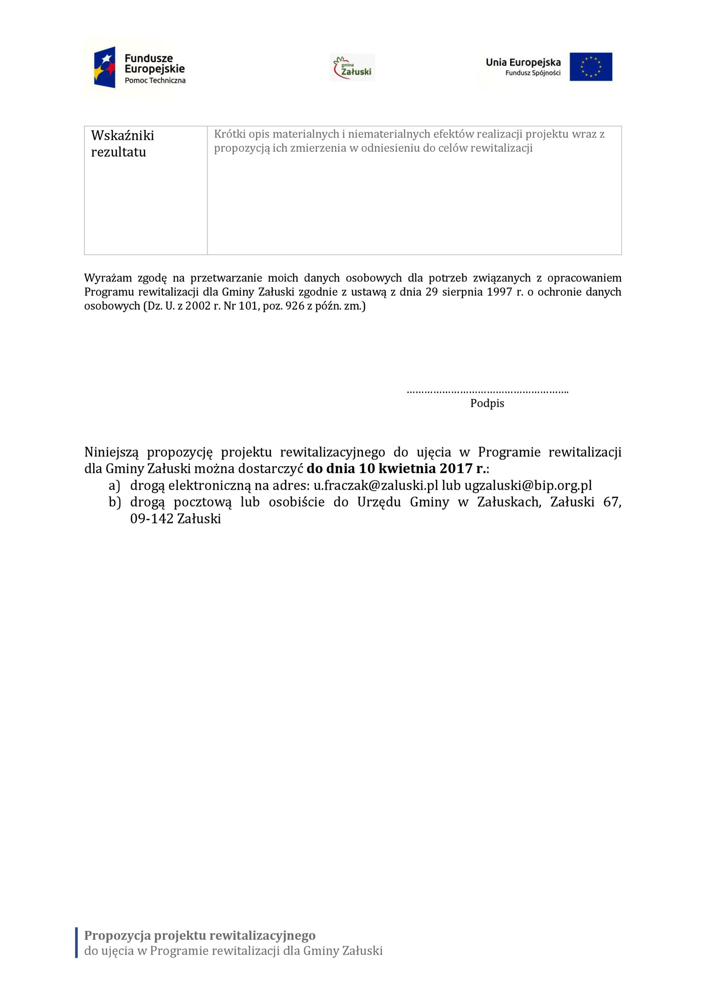 Fundusze
Europejskie
Pomoc Techniczna
gmina
Załuski
Unia Europejska
Fundusz Spójności
Wskaźniki
rezultatu
Krótki opis materialnych i niematerialnych efektów realizacji projektu wraz z
propozycją ich zmierzenia w odniesieniu do celów rewitalizacji
Wyrażam zgodę na przetwarzanie moich danych osobowych dla potrzeb związanych z opracowaniem
Programu rewitalizacji dla Gminy Załuski zgodnie z ustawą z dnia 29 sierpnia 1997 r. o ochronie danych
osobowych (Dz. U. z 2002 r. Nr 101, poz. 926 z późn. zm.)
……………………………………………….
Podpis
Niniejszą propozycję projektu rewitalizacyjnego do ujęcia w Programie rewitalizacji
dla Gminy Załuski można dostarczyć do dnia 10 kwietnia 2017 r.:
a) drogą elektroniczną na adres: u.fraczak@zaluski.pl lub ugzaluski@bip.org.pl
b) drogą pocztową lub osobiście do Urzędu Gminy w Załuskach, Załuski 67,
09-142 Załuski
Propozycja projektu rewitalizacyjnego
do ujęcia w Programie rewitalizacji dla Gminy Załuski